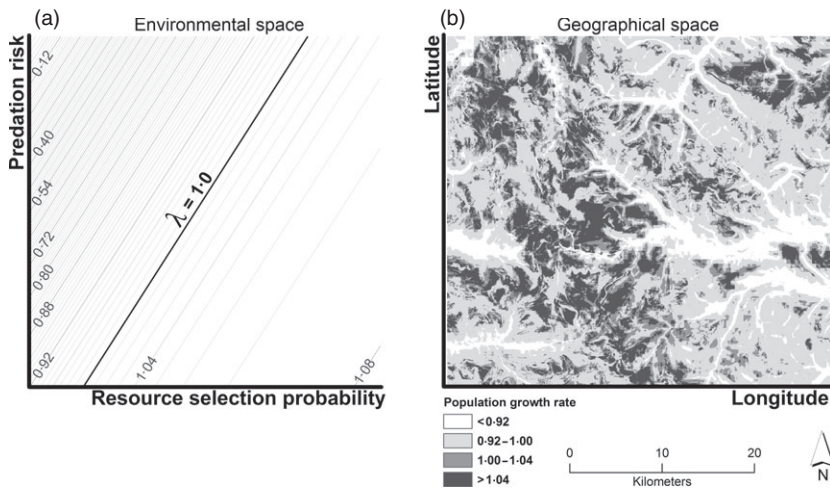 (a)
Environmental space
Predation risk
0·12
0·40
0·54
0·72
0·80
0·88
0·92
λ = 1·0
1·04
1·08
Resource selection probability
(b)
Geographical space
Latitude
Longitude
Population growth rate
<0·92
0·92–1·00
1·00–1·04
>1·04
0 10 20
Kilometers
N